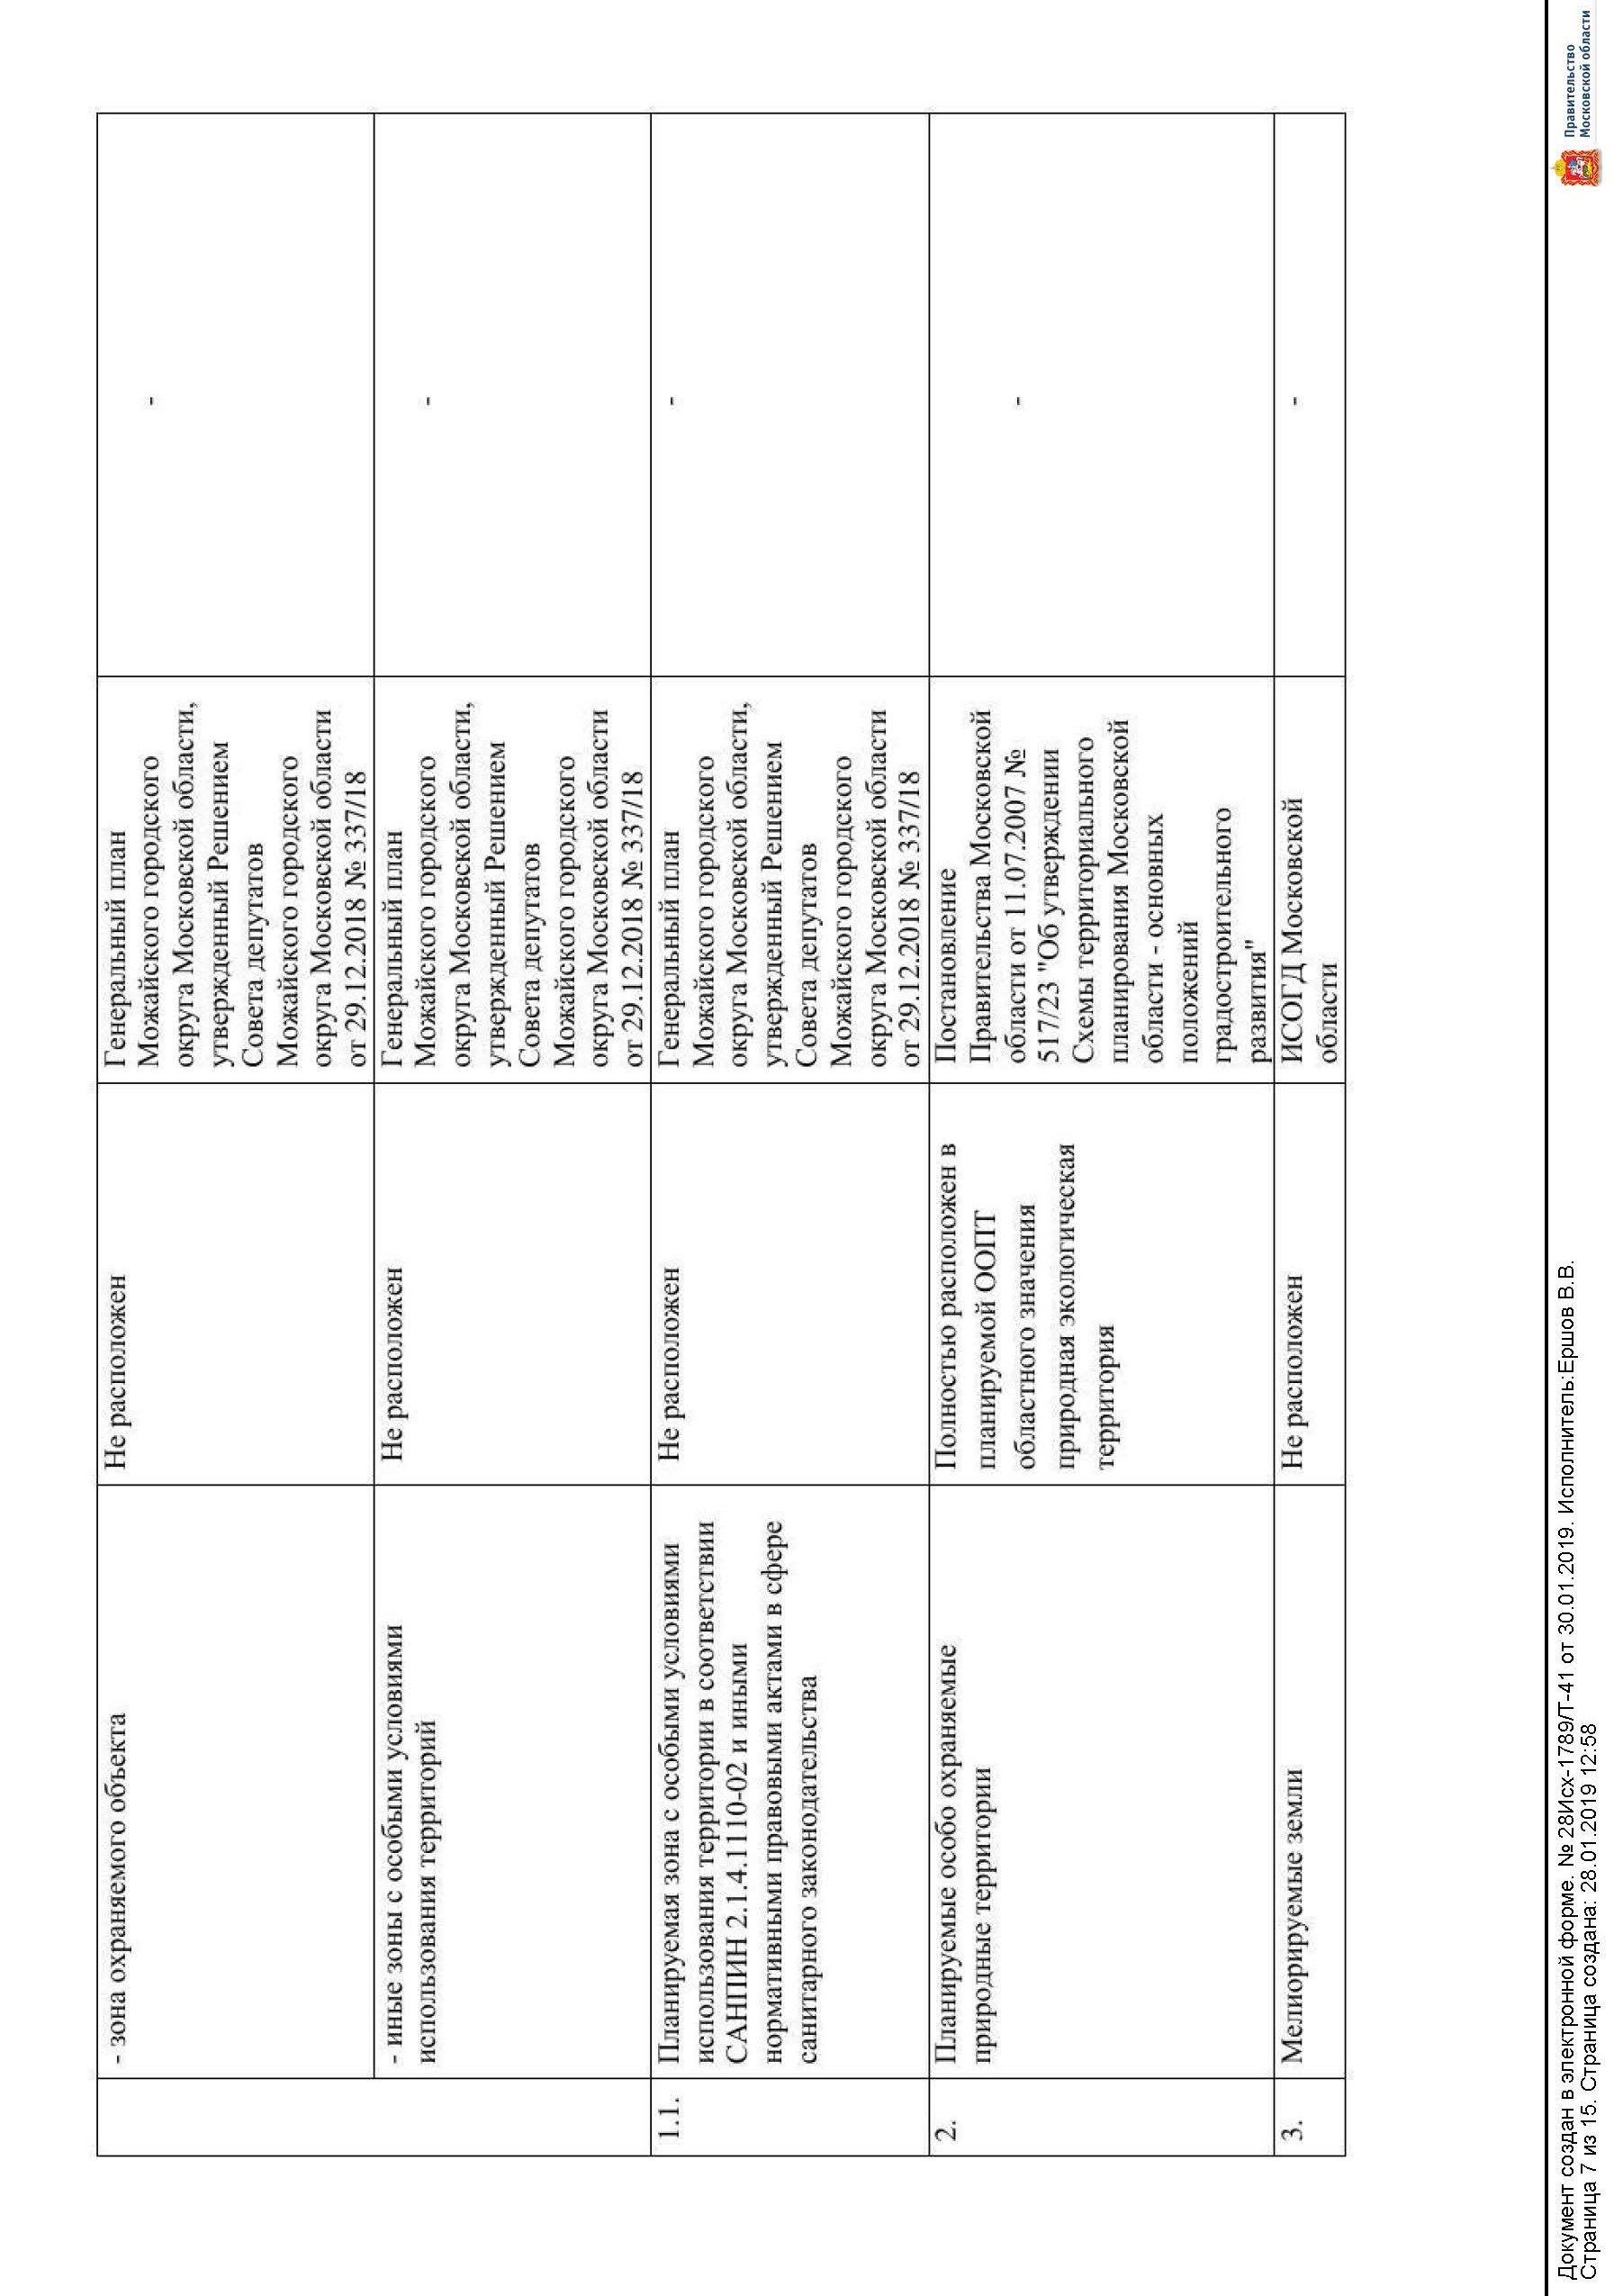 - зона охраняемого объекта
Не расположен
Генеральный план
Можайского городского
округа Московской области,
утвержденный Решением
Совета депутатов
Можайского городского
округа Московской области
от 29.12.2018 № 337/18
-
- иные зоны с особыми условиями
использования территорий
Не расположен
Генеральный план
Можайского городского
округа Московской области,
утвержденный Решением
Совета депутатов
Можайского городского
округа Московской области
от 29.12.2018 № 337/18
-
1.1.
Планируемая зона с особыми условиями
использования территории в соответствии
САНПИН 2.1.4.1110-02 и иными
нормативными правовыми актами в сфере
санитарного законодательства
Не расположен
Генеральный план
Можайского городского
округа Московской области,
утвержденный Решением
Совета депутатов
Можайского городского
округа Московской области
от 29.12.2018 № 337/18
-
2.
Планируемые особо охраняемые
природные территории
Полностью расположен в
планируемой ООПТ
областного значения
природная экологическая
территория
Постановление
Правительства Московской
области от 11.07.2007 №
517/23 "Об утверждении
Схемы территориального
планирования Московской
области - основных
положений
градостроительного
развития"
-
3.
Мелиорируемые земли
Не расположен
ИСОГД Московской
области
-
Документ создан в электронной форме. № 28Исх-1789/Т-41 от 30.01.2019. Исполнитель:Ершов В.В.
Страница 7 из 15. Страница создана: 28.01.2019 12:58
Правительство
Московской области